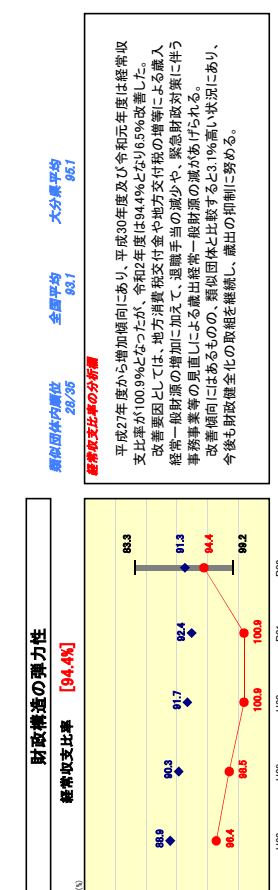 財政構造の弾力性
経常収支比率　[94.4%]
類似団体内順位
28/35
全国平均
93.1
大分県平均
95.1
(%)
88.9
90.3
91.7
92.4
91.3
83.3
99.2
96.4
98.5
100.9
100.9
94.4
経常収支比率の分析欄
平成27年度から増加傾向にあり、平成30年度及び令和元年度は経常収
支比率が100.9%となったが、令和2年度は94.4%となり6.5%改善した。
改善要因としては、地方消費税交付金や地方交付税の増等による歳入
経常一般財源の増加に加えて、退職手当の減少や、緊急財政対策に伴う
事務事業等の見直しによる歳出経常一般財源の減があげられる。
改善傾向にはあるものの、類似団体と比較すると3.1%高い状況にあり、
今後も財政健全化の取組を継続し、歳出の抑制に努める。